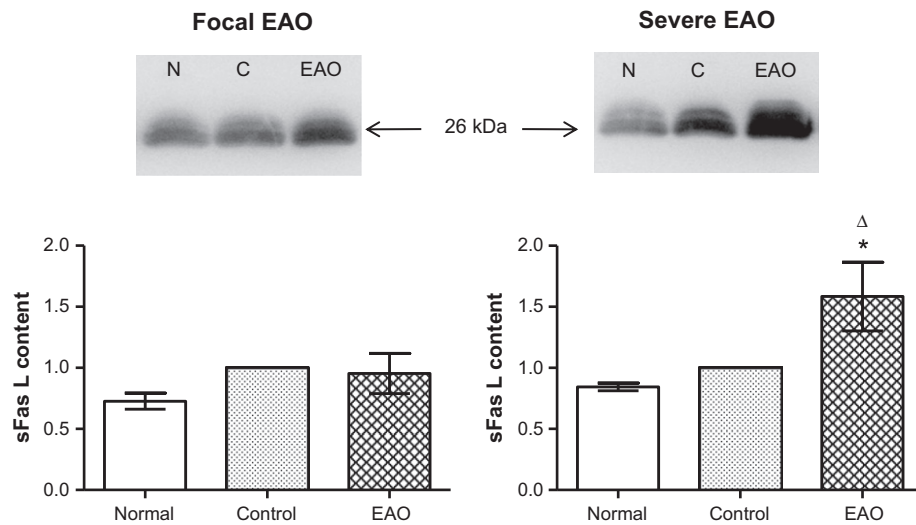 Focal EAO
Severe EAO
N C EAO
26 kDa
N C EAO
sFas L content
2.0
1.5
1.0
0.5
0.0
Normal Control EAO
sFas L content
2.0
1.5
1.0
0.5
0.0
Δ
*
Normal Control EAO